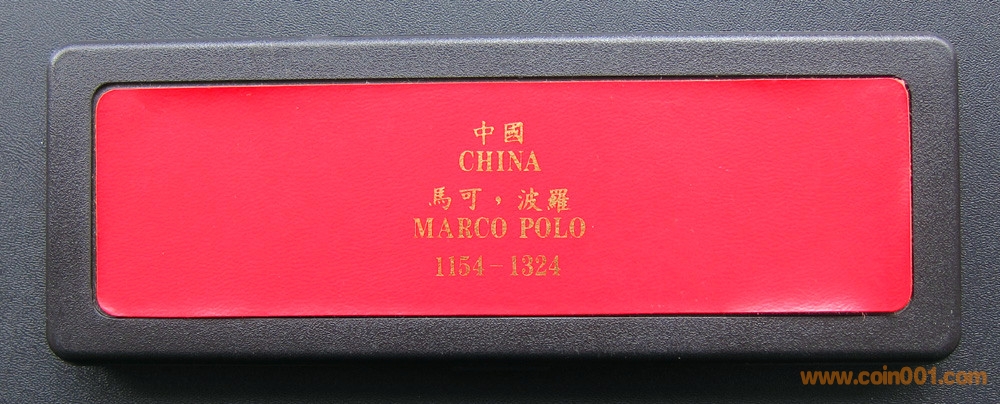 中國
CHINA
馬可，波羅
MARCO POLO
1154-1324
www.coin001.com